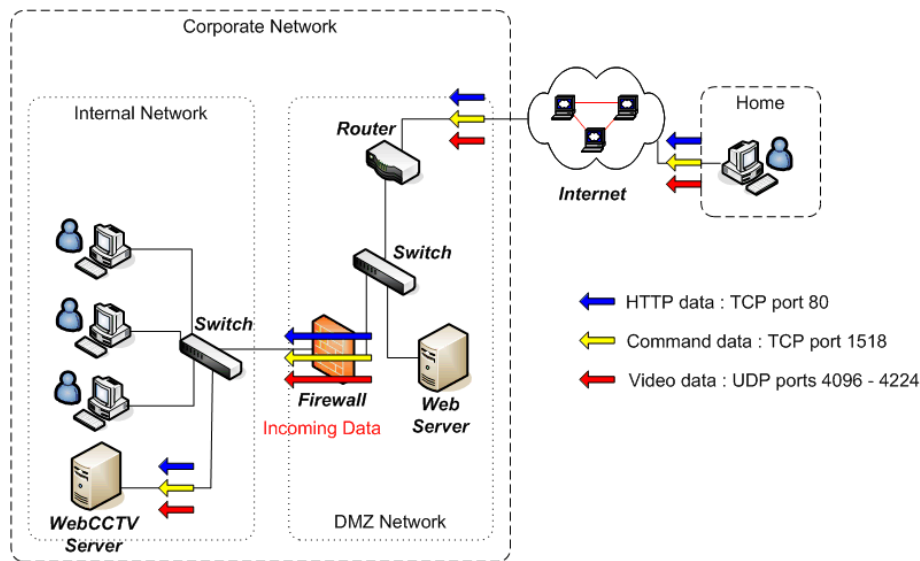 Corporate Network
Internal Network
Home
Router
Internet
Switch
Switch
HTTP data : TCP port 80
Command data : TCP port 1518
Video data : UDP ports 4096 - 4224
Firewall
Incoming Data
Web
Server
WebCCTV
Server
DMZ Network